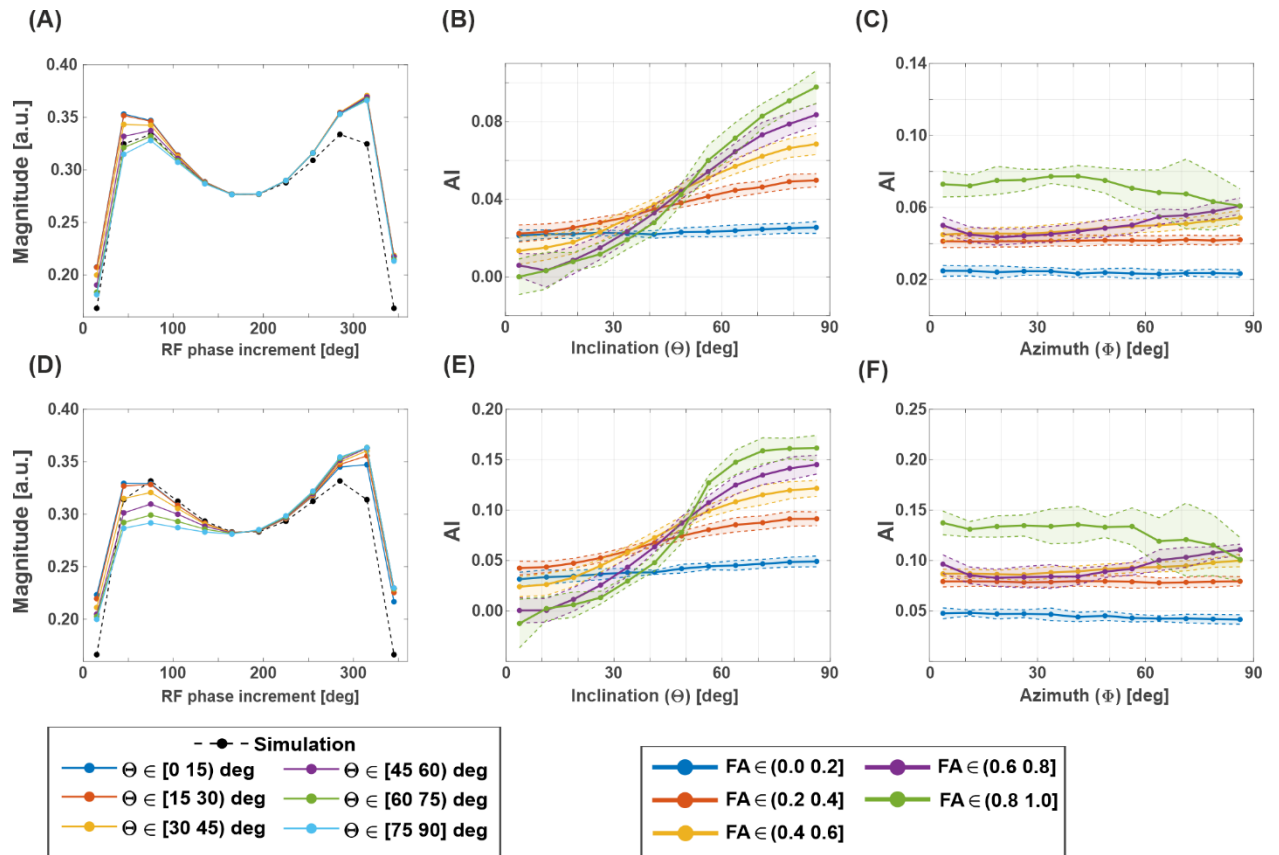 (A)
(B)
(C)
0.40
0.35
0.30
0.25
0.20
Magnitude [a.u.]
0 100 200 300
RF phase increment [deg]
0.08
0.04
0.00
AI
0 30 60 90
Inclination (Θ) [deg]
0.14
0.10
0.06
0.02
AI
0 30 60 90
Azimuth (Φ) [deg]
(D)
(E)
(F)
0.40
0.35
0.30
0.25
0.20
Magnitude [a.u.]
0 100 200 300
RF phase increment [deg]
0.20
0.15
0.10
0.05
0.00
AI
0 30 60 90
Inclination (Θ) [deg]
0.25
0.20
0.15
0.10
0.05
AI
0 30 60 90
Azimuth (Φ) [deg]
Simulation
Θ ∈ [0 15) deg
Θ ∈ [45 60) deg
Θ ∈ [15 30) deg
Θ ∈ [60 75) deg
Θ ∈ [30 45) deg
Θ ∈ [75 90] deg
FA ∈ (0.0 0.2]
FA ∈ (0.6 0.8]
FA ∈ (0.2 0.4]
FA ∈ (0.8 1.0]
FA ∈ (0.4 0.6]